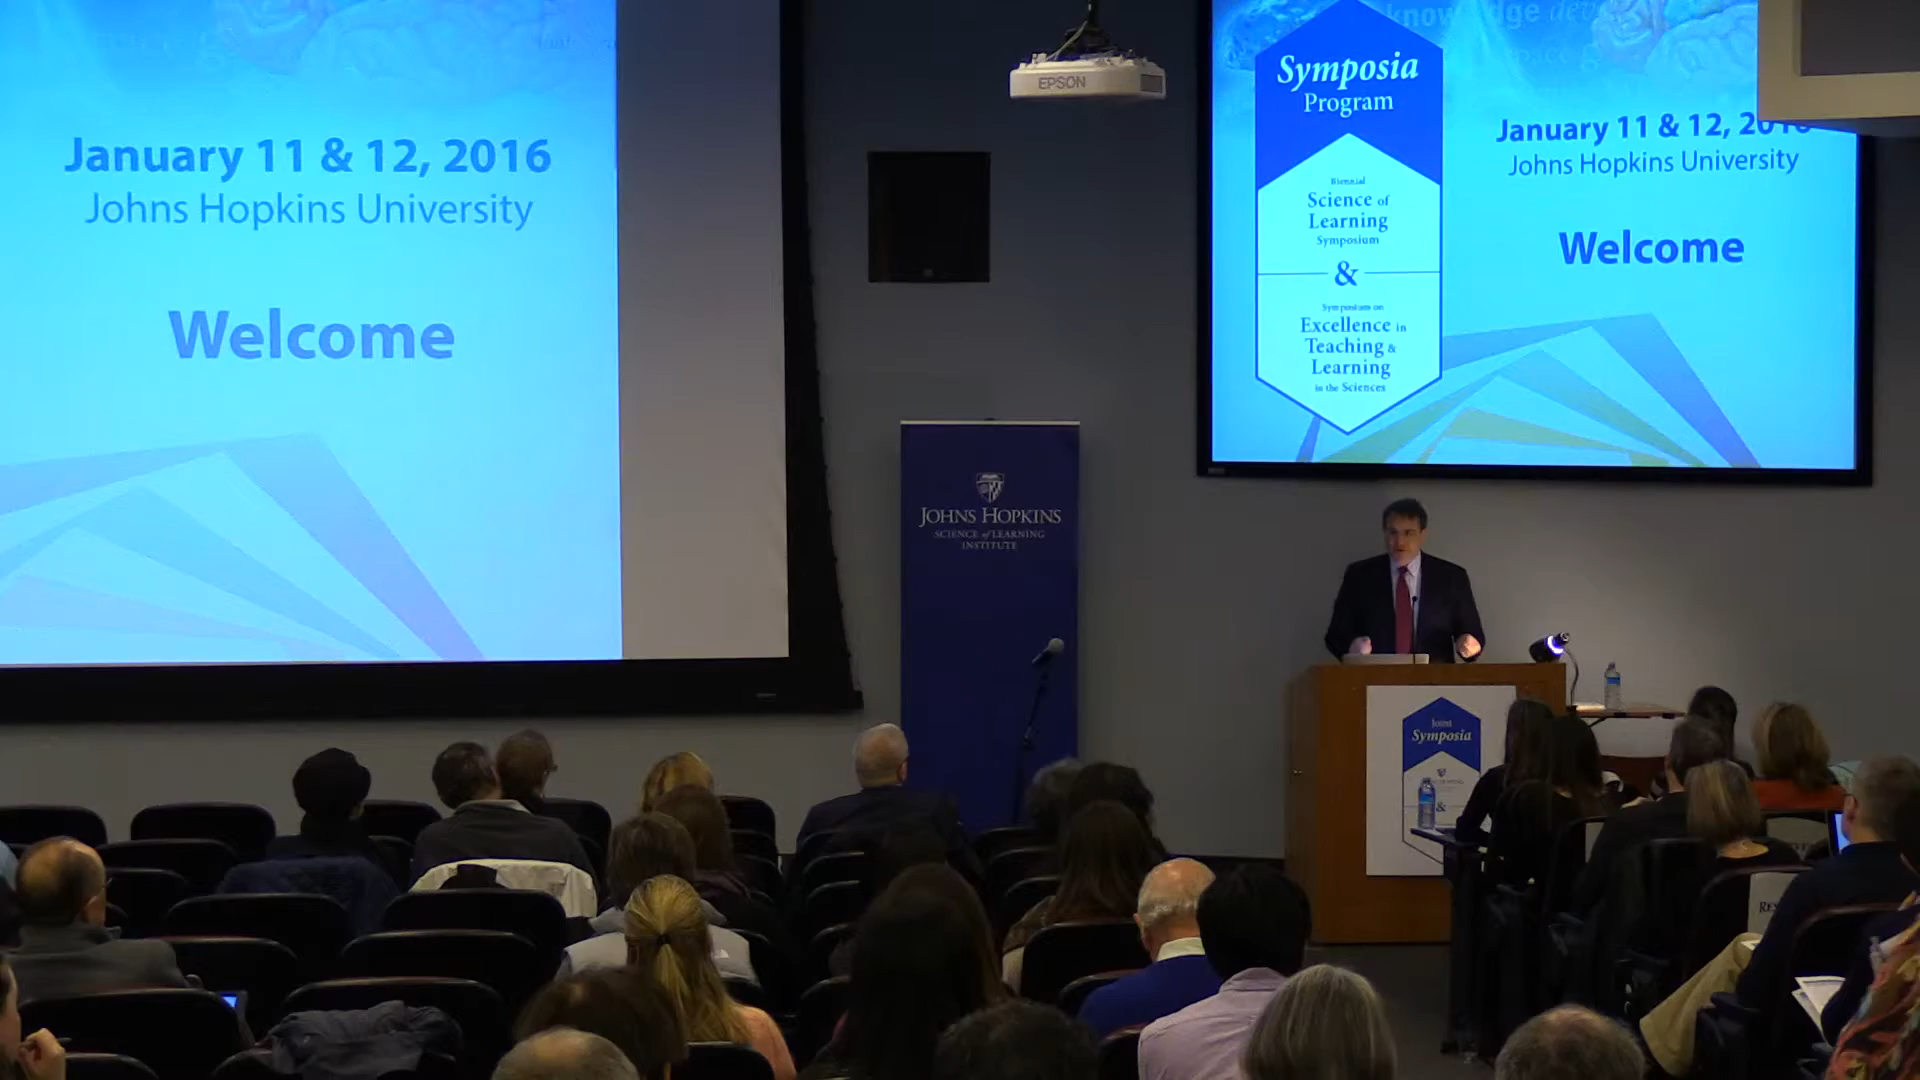 January 11 & 12, 2016
Johns Hopkins University
Welcome
EPSON
knowledge
Symposia
Program
Biennial
Science of
Learning
Symposium
&
Symposium on
Excellence in
Teaching &
Learning
in the Sciences
January 11 & 12, 2016
Johns Hopkins University
Welcome
JOHNS HOPKINS
SCIENCE of LEARNING
INSTITUTE
Joint
Symposia
&